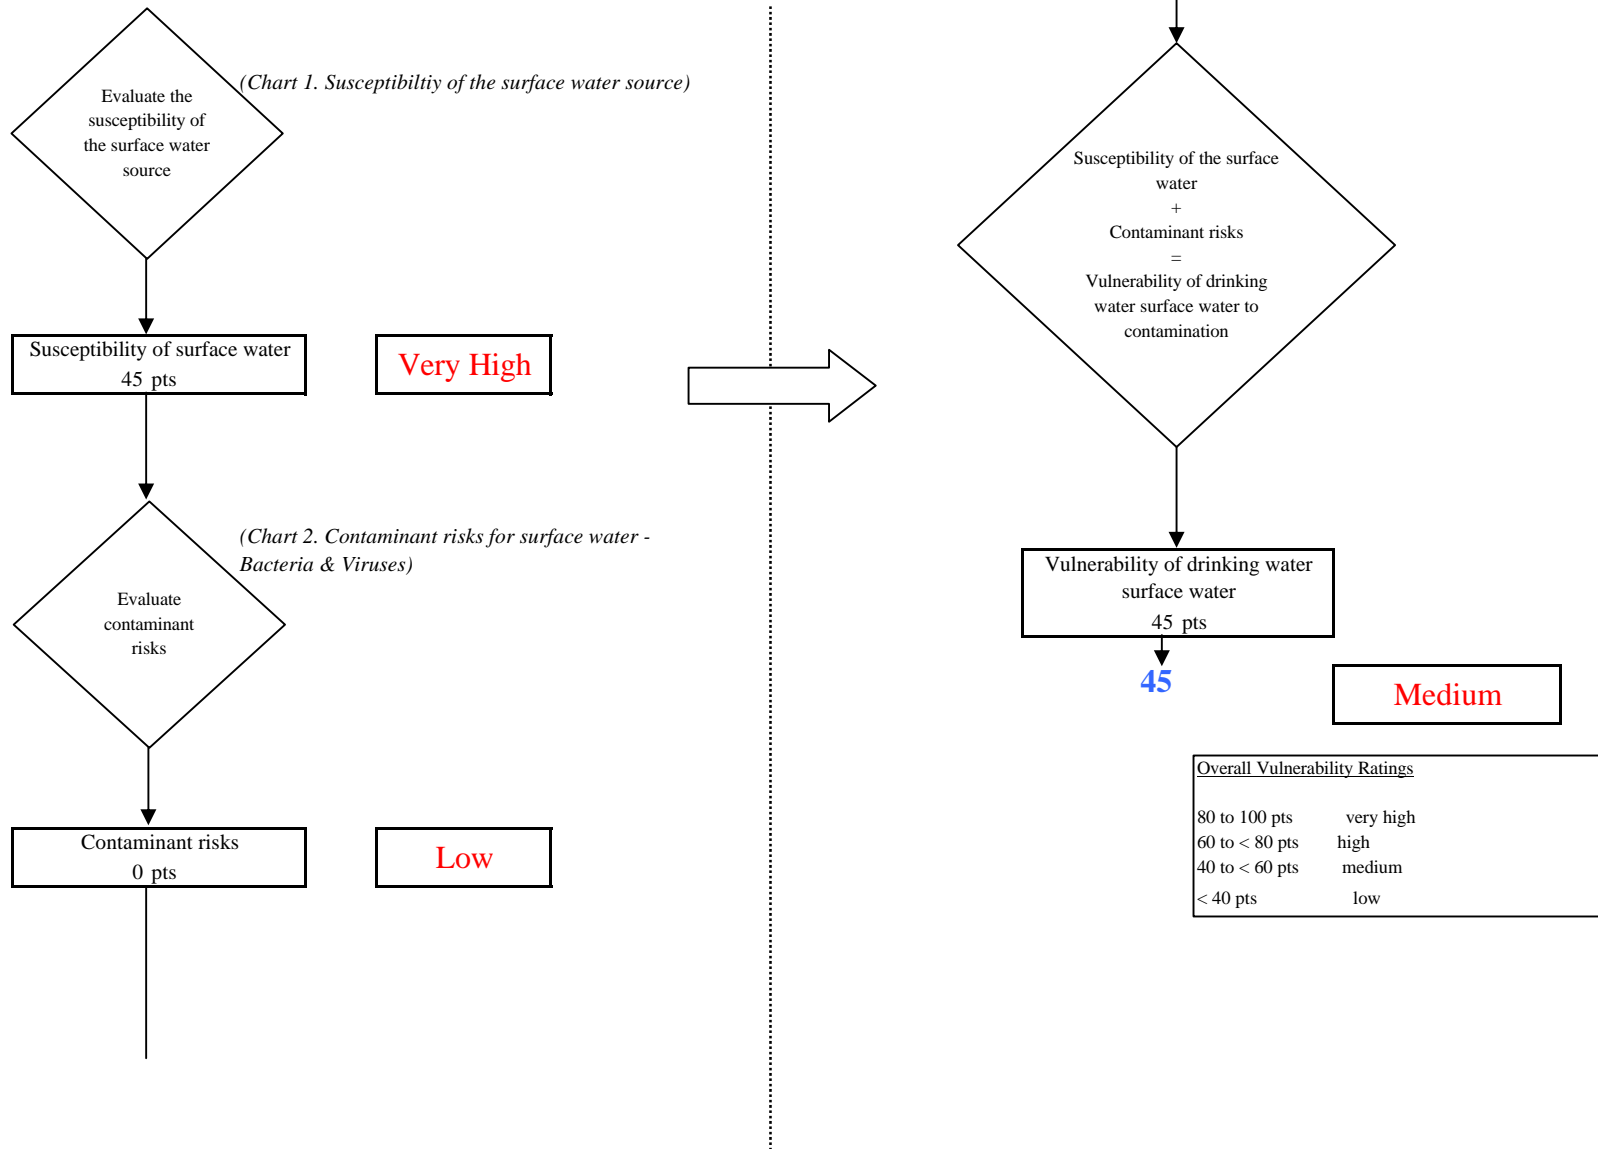 Evaluate the
susceptibility of
the surface water
source
(Chart 1. Susceptibiltiy of the surface water source)
Susceptibility of surface water
45 pts
Very High
(Chart 2. Contaminant risks for surface water -
Bacteria & Viruses)
Evaluate
contaminant
risks
Contaminant risks
0 pts
Low
Susceptibility of the surface
water
+
Contaminant risks
=
Vulnerability of drinking
water surface water to
contamination
Vulnerability of drinking water
surface water
45 pts
45
Medium
Overall Vulnerability Ratings
80 to 100 pts very high
60 to < 80 pts high
40 to < 60 pts medium
< 40 pts low